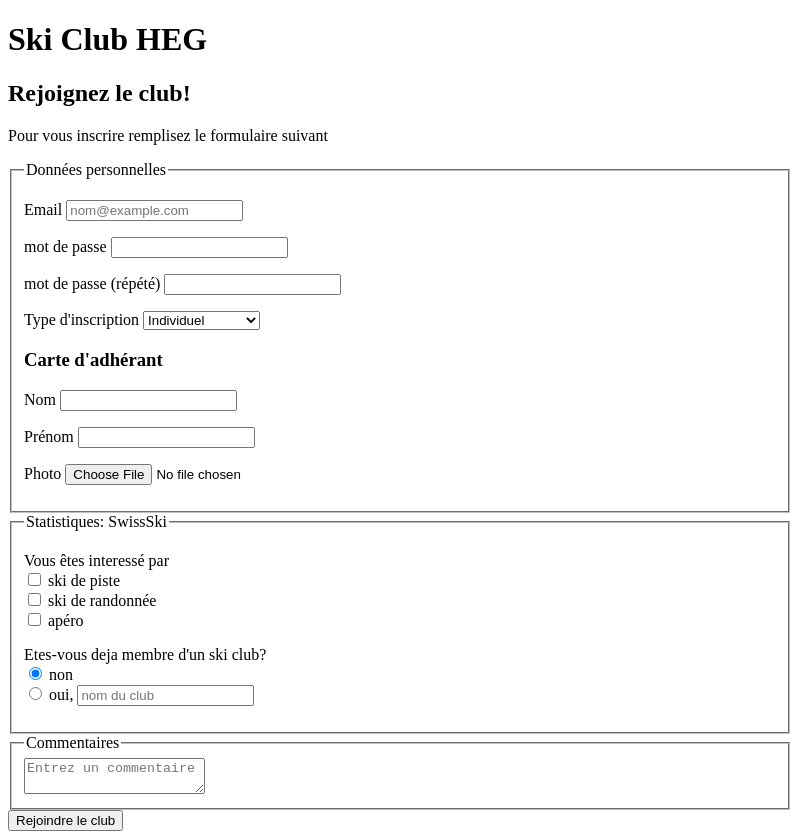 Ski Club HEG
Rejoignez le club!
Pour vous inscrire remplisez le formulaire suivant
Données personnelles
Email nom@example.com
mot de passe
mot de passe (répété)
Type d'inscription Individuel
Carte d'adhérant
Nom
Prénom
Photo Choose File No file chosen
Statistiques: SwissSki
Vous êtes interessé par
ski de piste
ski de randonnée
apéro
Etes-vous deja membre d'un ski club?
non
oui, nom du club
Commentaires
Entrez un commentaire
Rejoindre le club